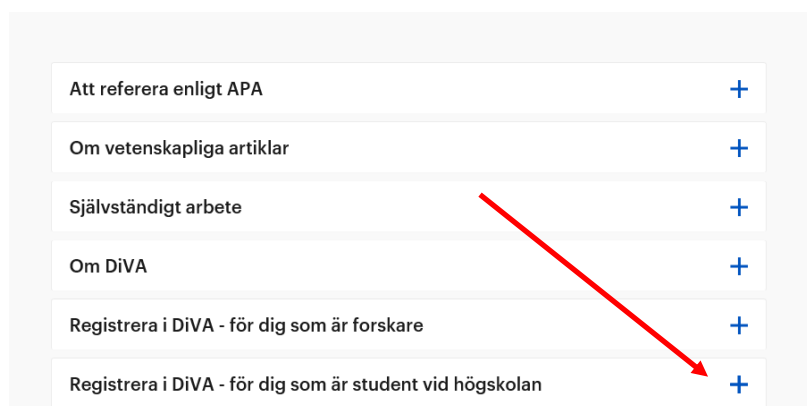 Att referera enligt APA
Om vetenskapliga artiklar
Självständigt arbete
Om DiVA
Registrera i DiVA - för dig som är forskare
Registrera i DiVA - för dig som är student vid högskolan